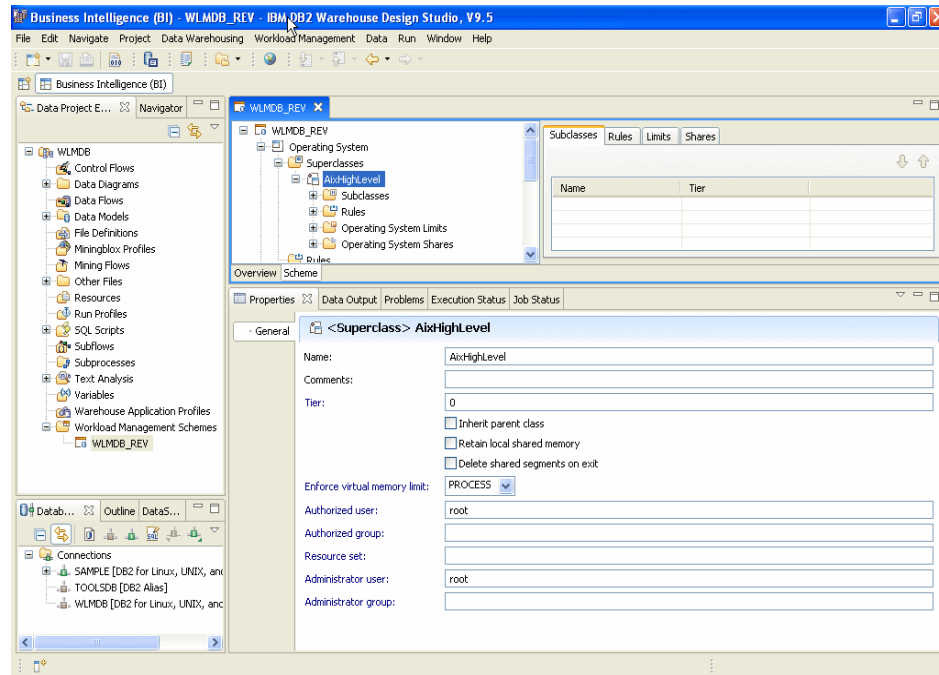 Business Intelligence (BI) - WLMDB_REV - IBM DB2 Warehouse Design Studio, V9.5
File Edit Navigate Project Data Warehousing Workload Management Data Run Window Help
Business Intelligence (BI)
Data Project E... Navigator
WLMDB
Control Flows
Data Diagrams
Data Flows
Data Models
File Definitions
Miningblox Profiles
Mining Flows
Other Files
Resources
Run Profiles
SQL Scripts
Subflows
Subprocesses
Text Analysis
Variables
Warehouse Application Profiles
Workload Management Schemes
WLMDB_REV
Datab... Outline DataS...
Connections
SAMPLE [DB2 for Linux, UNIX, and
TOOLSDB [DB2 Alias]
WLMDB [DB2 for Linux, UNIX, and
WLMDB_REV
WLMDB_REV
Operating System
Superclasses
AixHighLevel
Subclasses
Rules
Operating System Limits
Operating System Shares
Rules
Overview Scheme
Subclasses Rules Limits Shares
Name Tier
Properties Data Output Problems Execution Status Job Status
General
<Superclass> AixHighLevel
Name: AixHighLevel
Comments:
Tier: 0
Inherit parent class
Retain local shared memory
Delete shared segments on exit
Enforce virtual memory limit: PROCESS
Authorized user: root
Authorized group:
Resource set:
Administrator user: root
Administrator group: